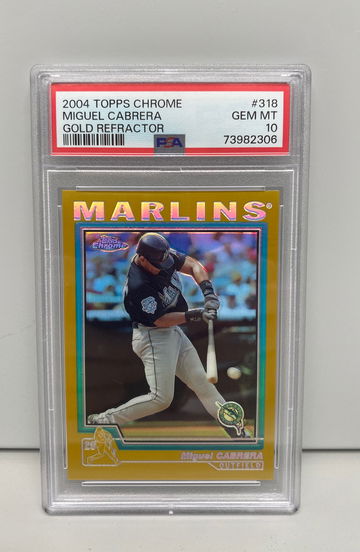 2004 TOPPS CHROME #318
MIGUEL CABRERA GEM MT
GOLD REFRACTOR PSA 10
73982306
MARLINS®
Topps Chrome
Miguel CABRERA
OUTFIELD